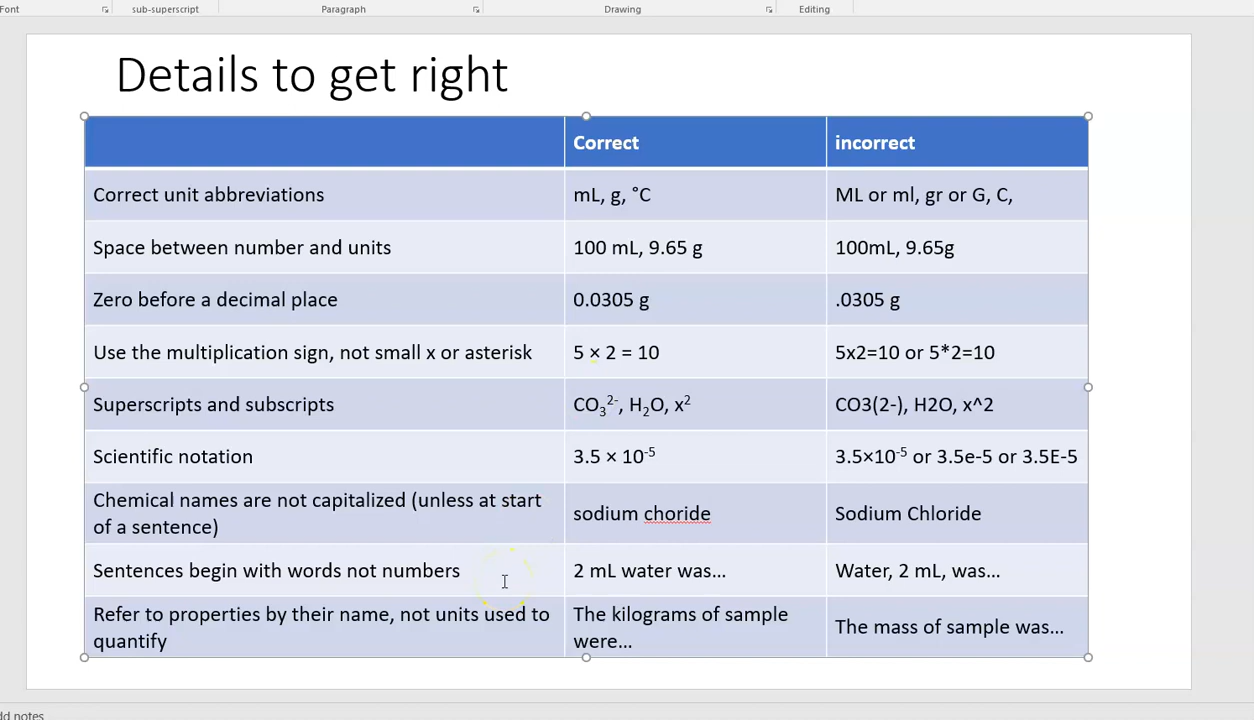 Font sub-superscript Paragraph Drawing Editing
Details to get right
Correct incorrect
Correct unit abbreviations mL, g, °C ML or ml, gr or G, C,
Space between number and units 100 mL, 9.65 g 100mL, 9.65g
Zero before a decimal place 0.0305 g .0305 g
Use the multiplication sign, not small x or asterisk 5 × 2 = 10 5x2=10 or 5*2=10
Superscripts and subscripts CO₃²⁻, H₂O, x² CO3(2-), H2O, x^2
Scientific notation 3.5 × 10⁻⁵ 3.5×10⁻⁵ or 3.5e-5 or 3.5E-5
Chemical names are not capitalized (unless at start
of a sentence) sodium choride Sodium Chloride
Sentences begin with words not numbers 2 mL water was... Water, 2 mL, was...
Refer to properties by their name, not units used to
quantify
The kilograms of sample
were...
The mass of sample was...
dd notes